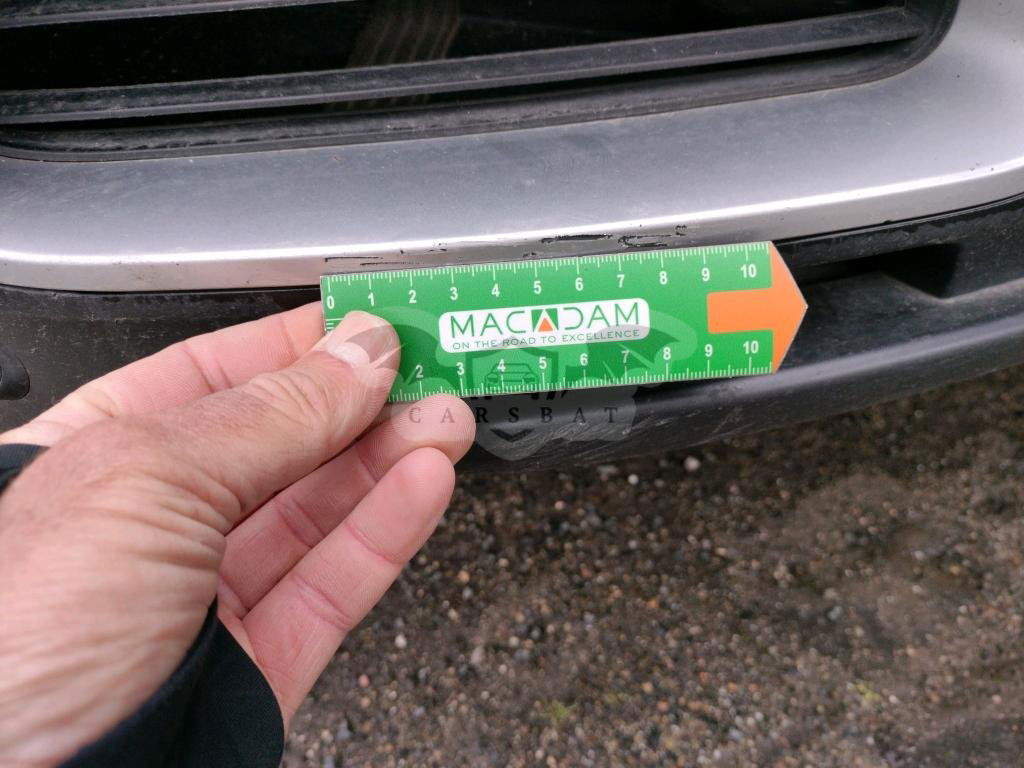 0 1 2 3 4 5 6 7 8 9 10
MACADAM
ON THE ROAD TO EXCELLENCE
2 3 4 5 6 7 8 9 10
CARSBAT